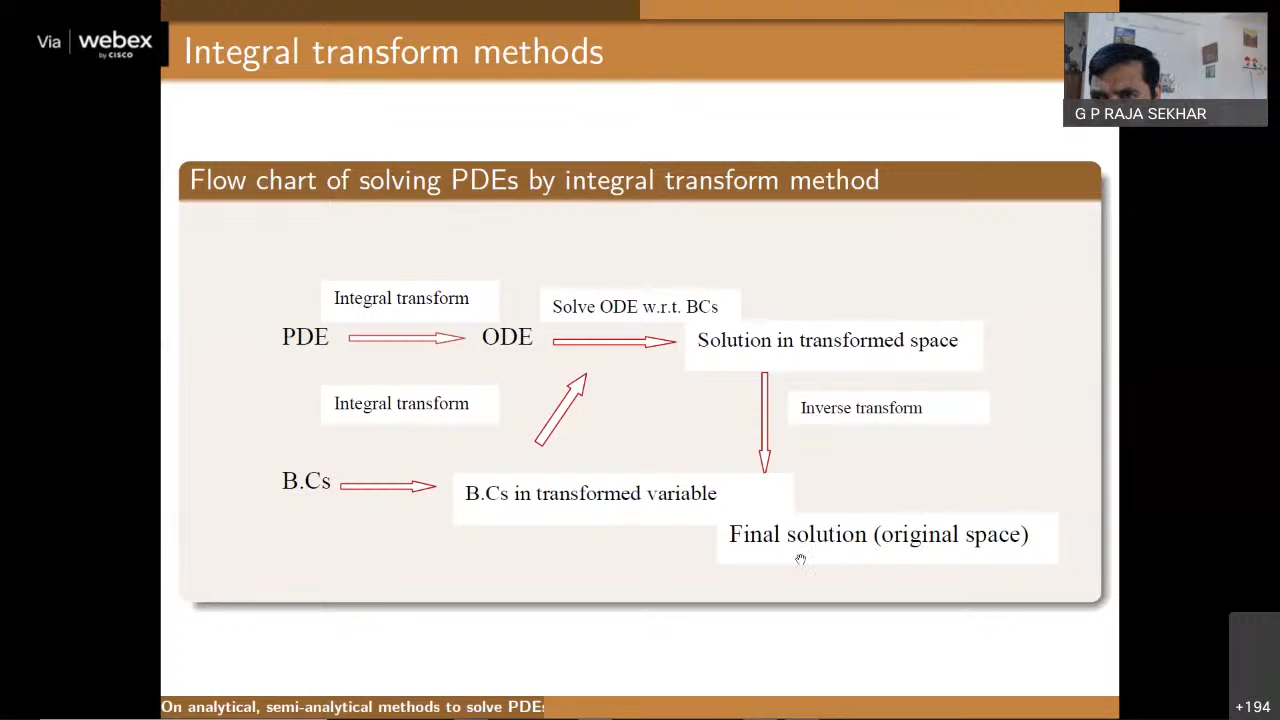 Via webex
by CISCO
Integral transform methods
G P RAJA SEKHAR
Flow chart of solving PDEs by integral transform method
Integral transform
Solve ODE w.r.t. BCs
PDE
ODE
Solution in transformed space
Integral transform
Inverse transform
B.Cs
B.Cs in transformed variable
Final solution (original space)
On analytical, semi-analytical methods to solve PDEs
+194